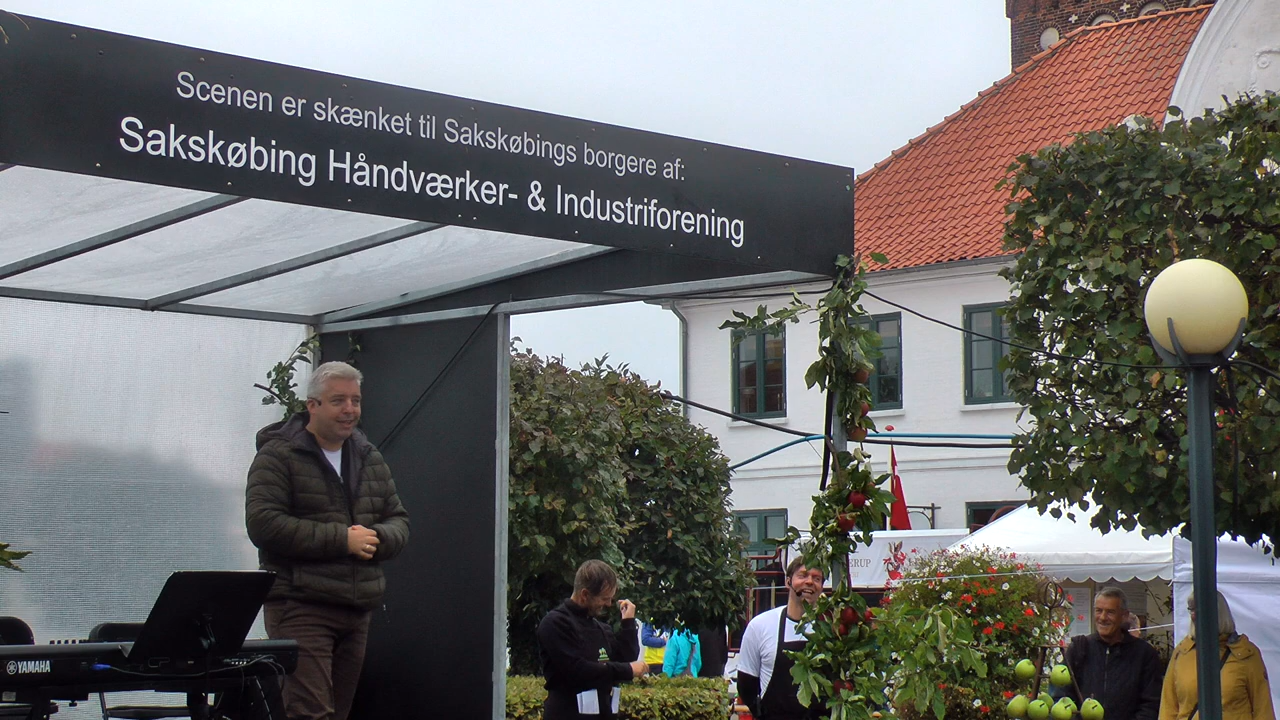 Scenen er skænket til Sakskøbings borgere af:
Sakskøbing Håndværker- & Industriforening
YAMAHA